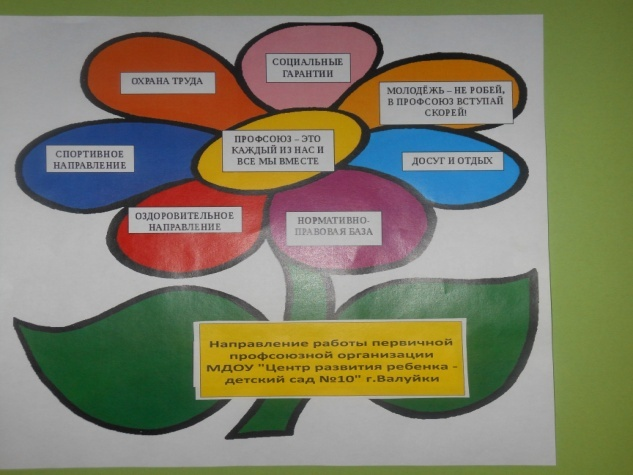 СОЦИАЛЬНЫЕ
ГАРАНТИИ
ОХРАНА ТРУДА
МОЛОДЁЖЬ – НЕ РОБЕЙ,
В ПРОФСОЮЗ ВСТУПАЙ
СКОРЕЙ!
ПРОФСОЮЗ – ЭТО
КАЖДЫЙ ИЗ НАС И
ВСЕ МЫ ВМЕСТЕ
СПОРТИВНОЕ
НАПРАВЛЕНИЕ
ДОСУГ И ОТДЫХ
ОЗДОРОВИТЕЛЬНОЕ
НАПРАВЛЕНИЕ
НОРМАТИВНО-
ПРАВОВАЯ БАЗА
Направление работы первичной
профсоюзной организации
МДОУ "Центр развития ребенка -
детский сад №10" г.Валуйки